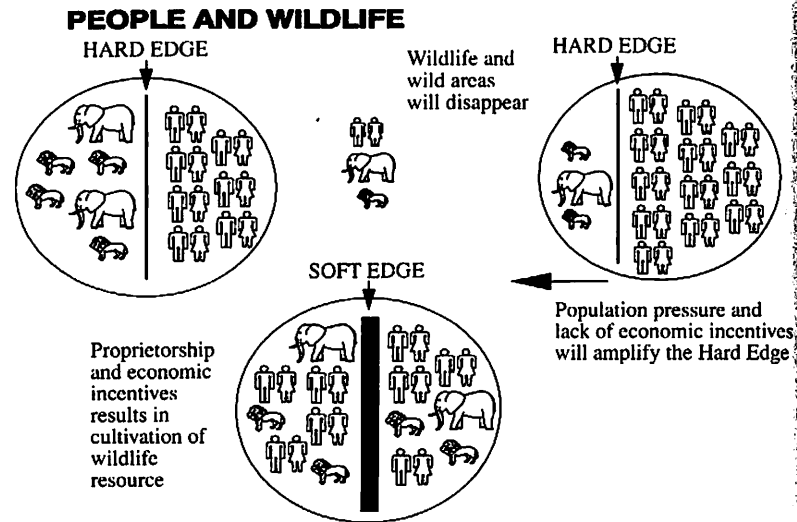 PEOPLE AND WILDLIFE
HARD EDGE
Wildlife and
wild areas
will disappear
HARD EDGE
SOFT EDGE
Population pressure and
lack of economic incentives
will amplify the Hard Edge
Proprietorship
and economic
incentives
results in
cultivation of
wildlife
resource